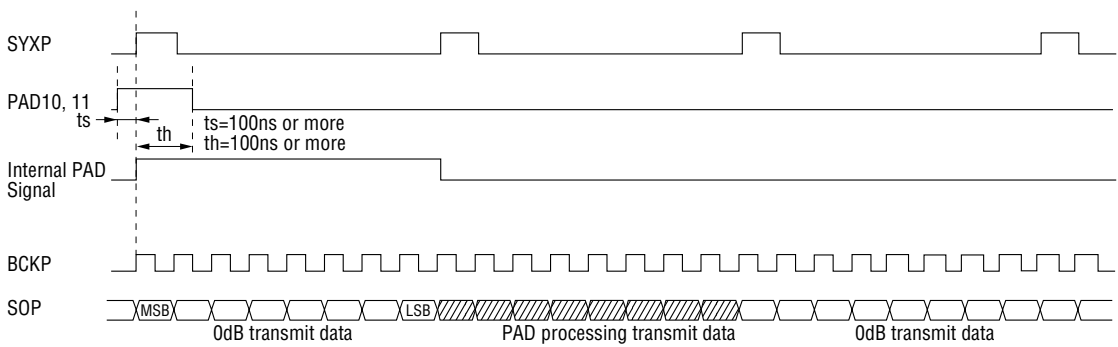 SYXP
PAD10, 11
ts
th
ts=100ns or more
th=100ns or more
Internal PAD
Signal
BCKP
SOP
MSB
LSB
0dB transmit data
PAD processing transmit data
0dB transmit data